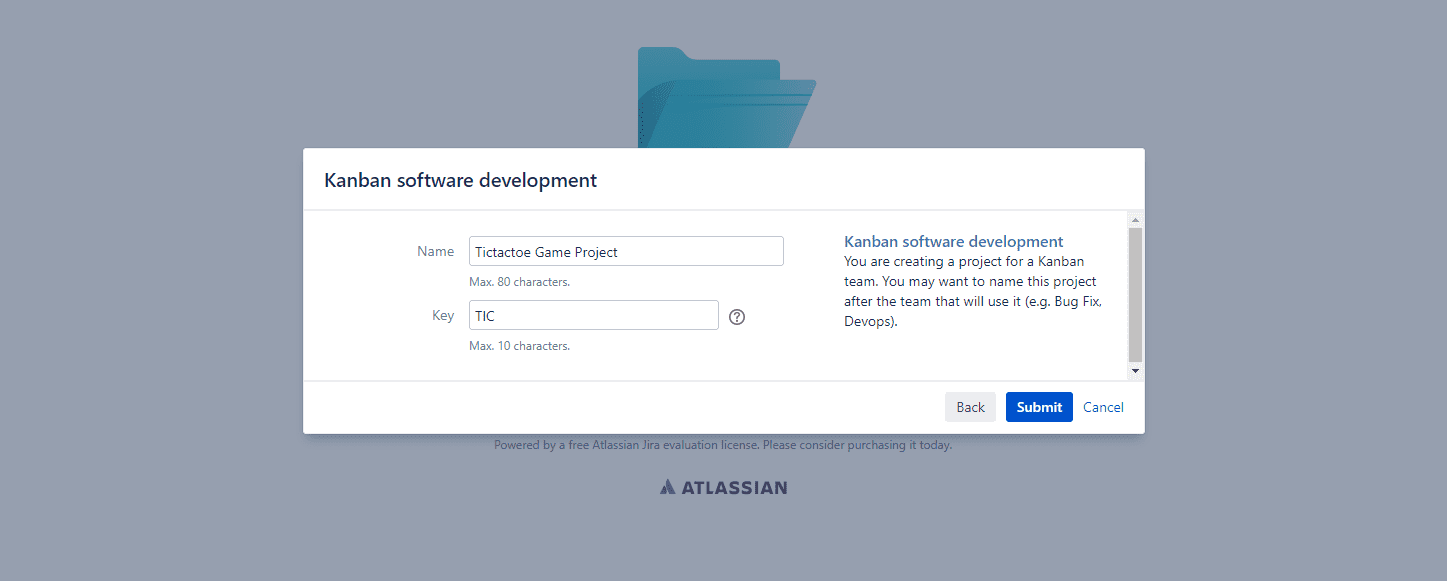 Kanban software development
Name
Tictactoe Game Project
Max. 80 characters.
Key
TIC
Max. 10 characters.
Kanban software development
You are creating a project for a Kanban
team. You may want to name this project
after the team that will use it (e.g. Bug Fix,
Devops).
Back
Submit
Cancel
Powered by a free Atlassian Jira evaluation license. Please consider purchasing it today.
ATLASSIAN